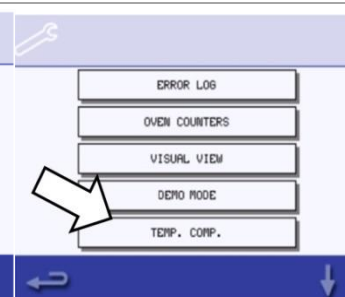 ERROR LOG
OVEN COUNTERS
VISUAL VIEW
DEMO MODE
TEMP. COMP.